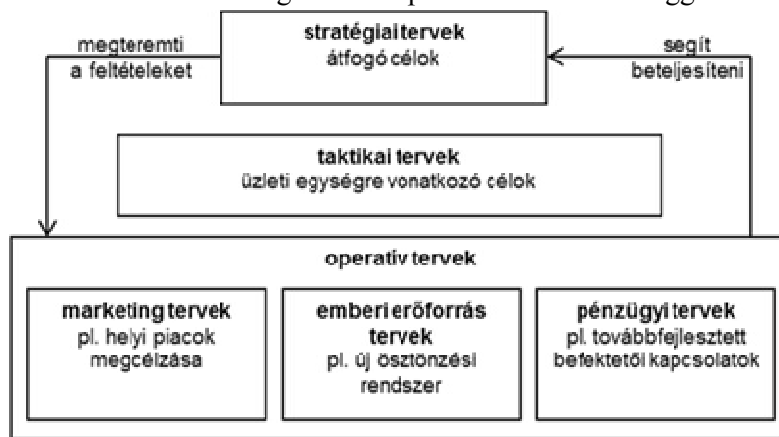 stratégiai tervek
átfogó célok
megteremti
a feltételeket
segít
beteljesíteni
taktikai tervek
üzleti egységre vonatkozó célok
operatív tervek
marketing tervek
pl. helyi piacok
megcélzása
emberi erőforrás
tervek
pl. új ösztönzési
rendszer
pénzügyi tervek
pl. továbbfejlesztett
befektetői kapcsolatok